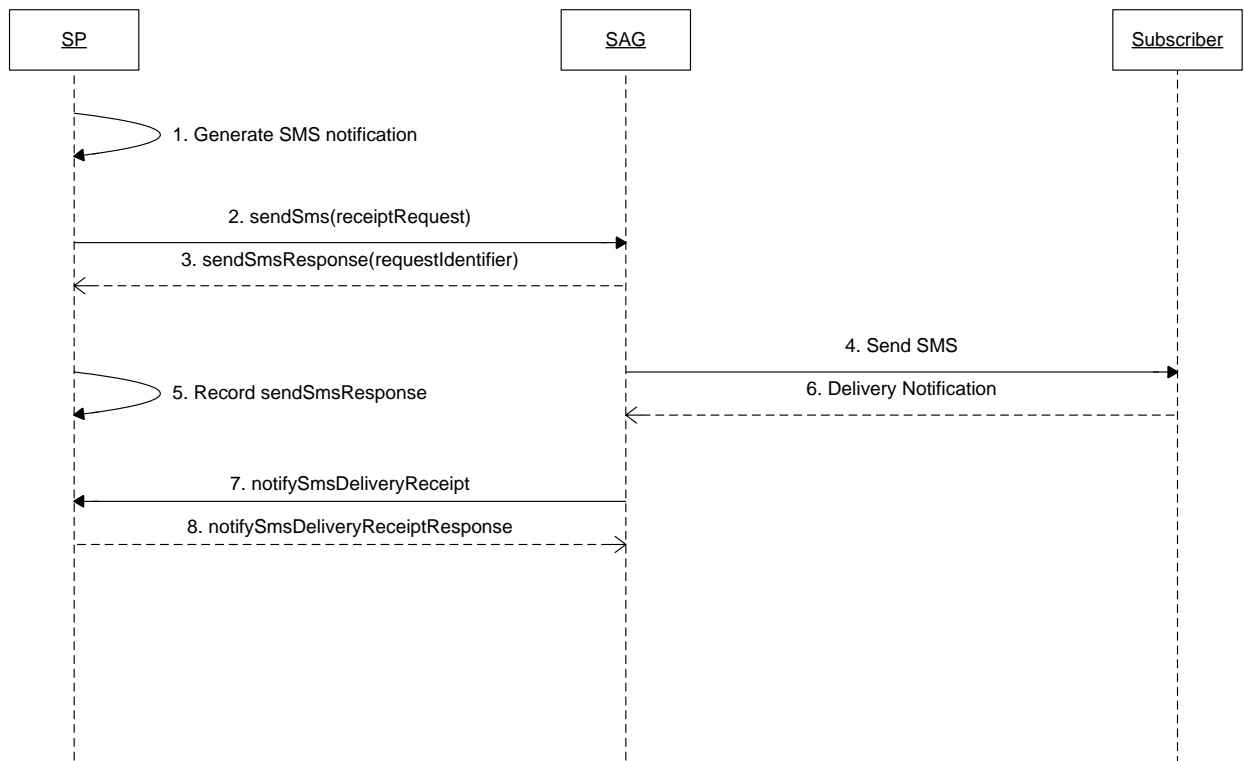 SP
SAG
Subscriber
1. Generate SMS notification
2. sendSms(receiptRequest)
3. sendSmsResponse(requestIdentifier)
4. Send SMS
5. Record sendSmsResponse
6. Delivery Notification
7. notifySmsDeliveryReceipt
8. notifySmsDeliveryReceiptResponse